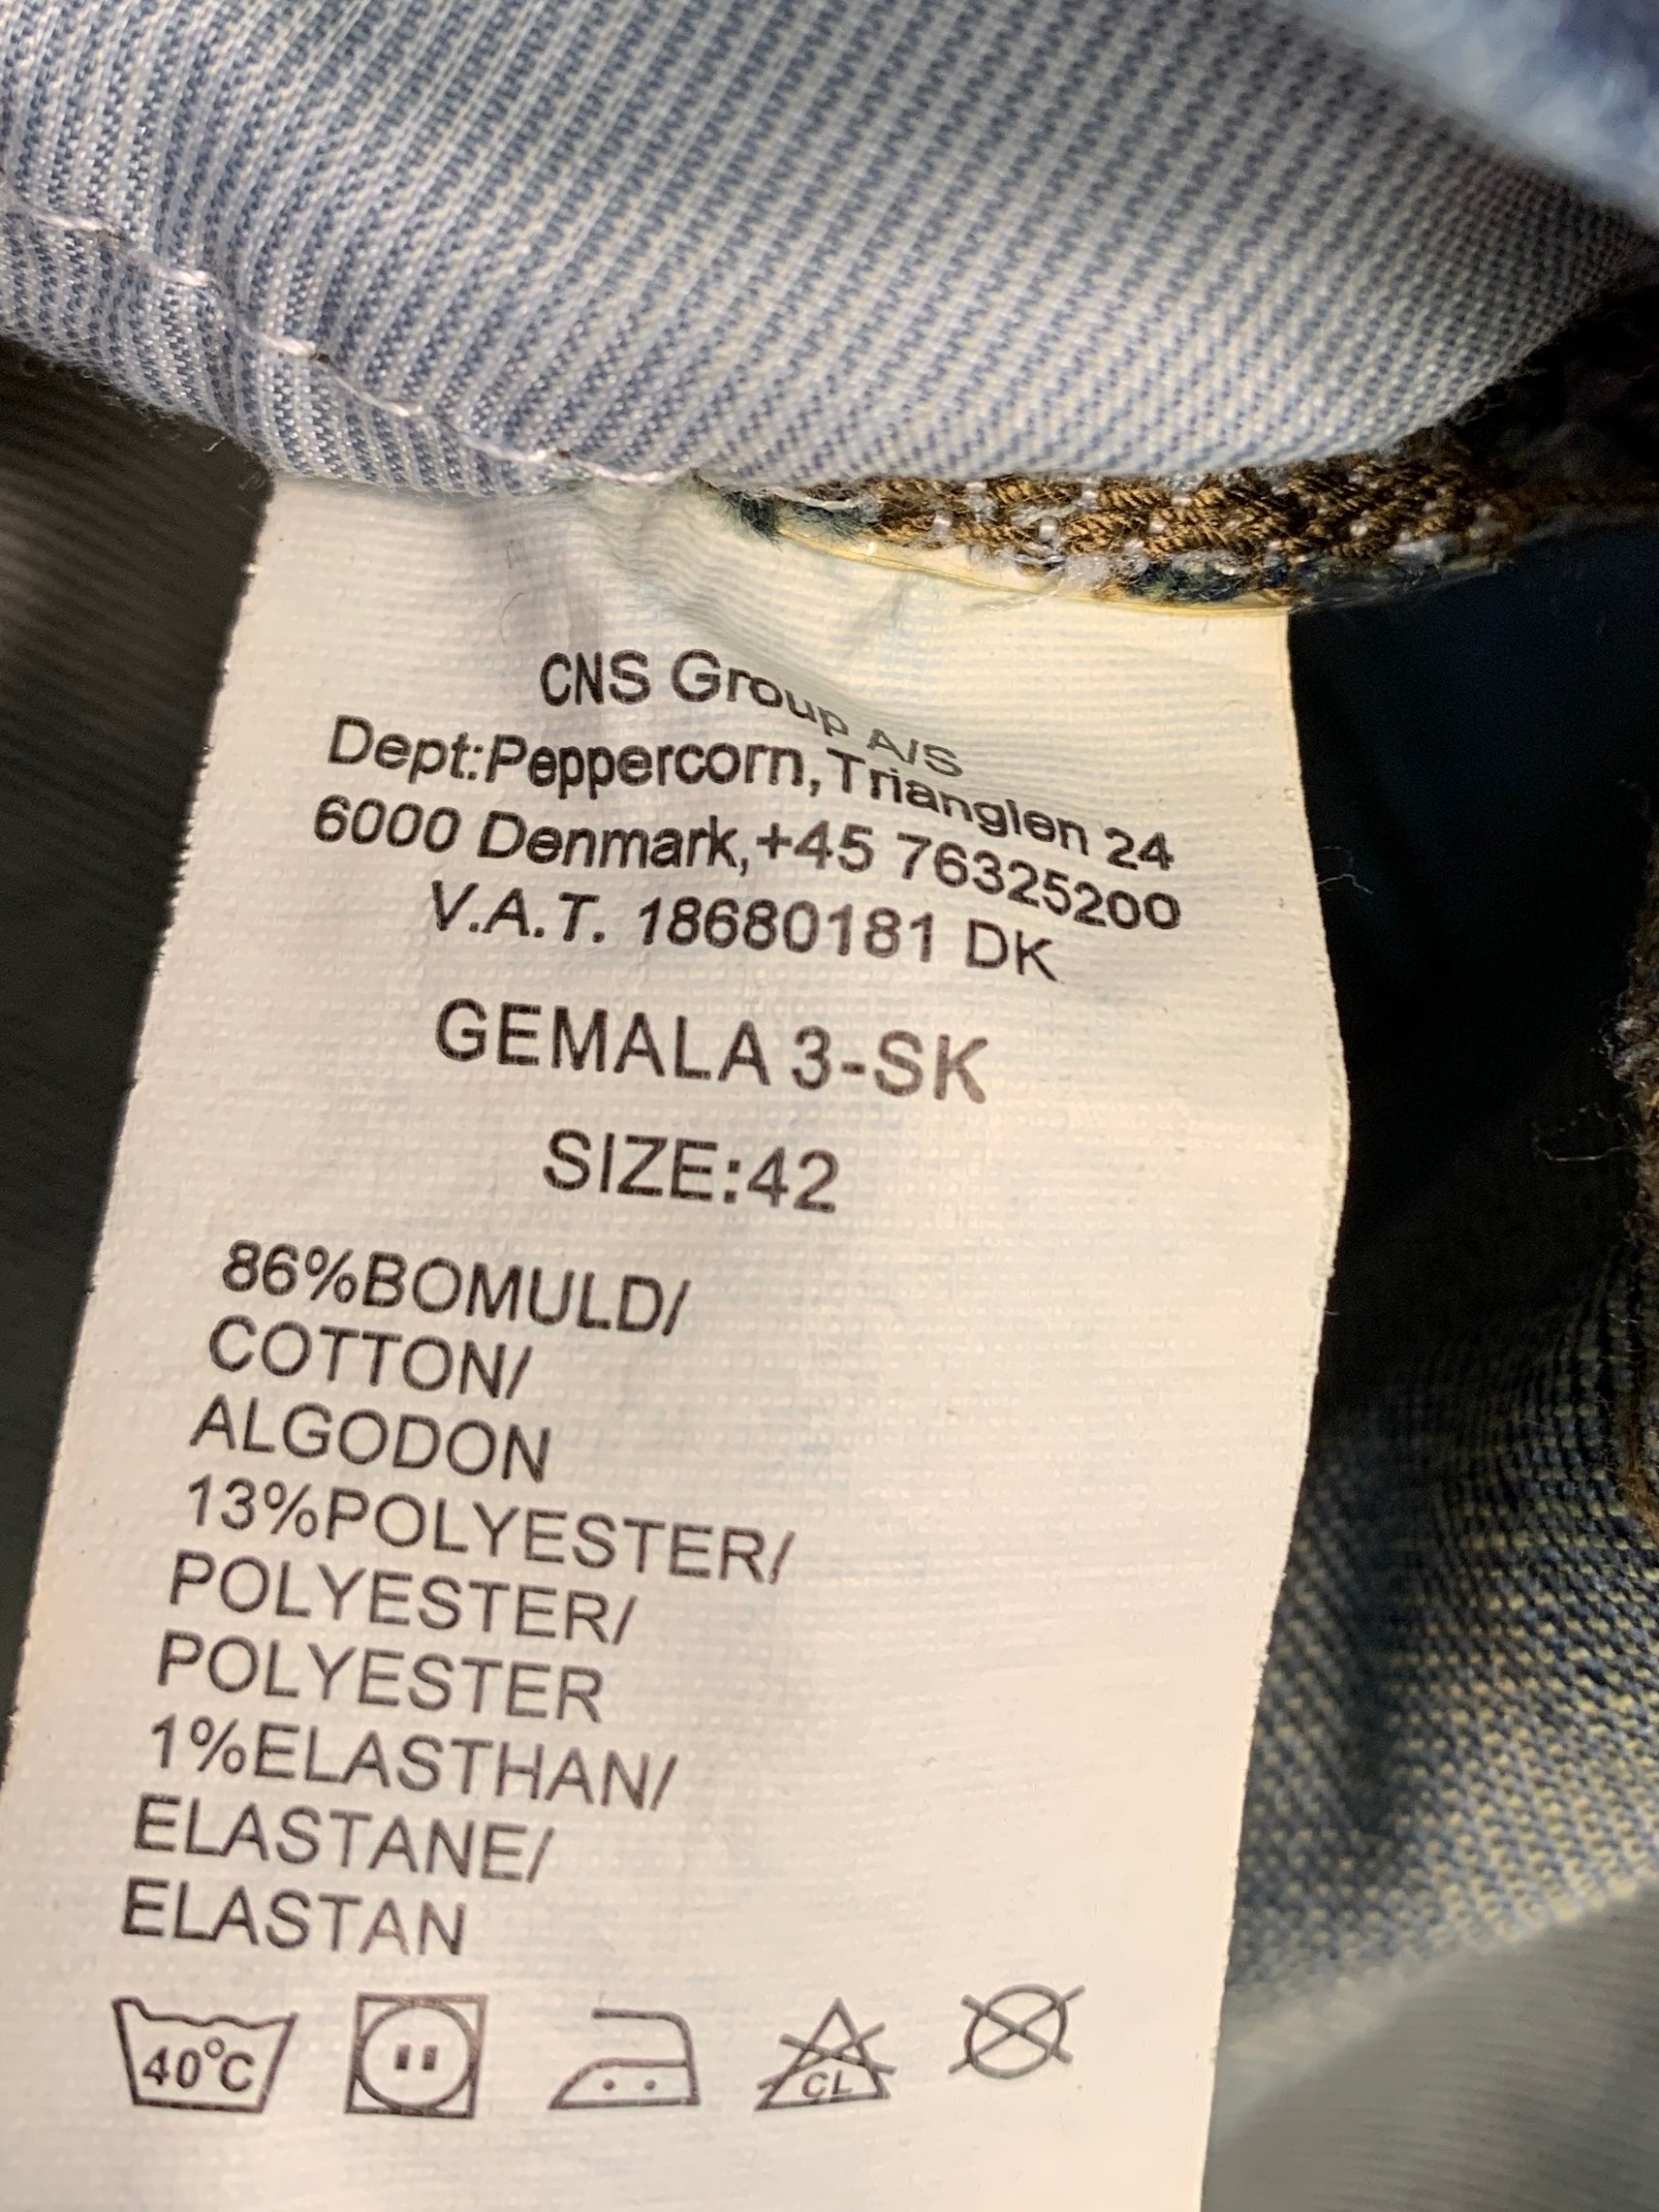 CNS Group A/S
Dept:Peppercorn, Trianglen 24
6000 Denmark,+45 76325200
V.A.T. 18680181 DK
GEMALA 3-SK
SIZE:42
86%BOMULD/
COTTON/
ALGODON
13%POLYESTER/
POLYESTER/
POLYESTER
1%ELASTHAN/
ELASTANE/
ELASTAN
40°C CL